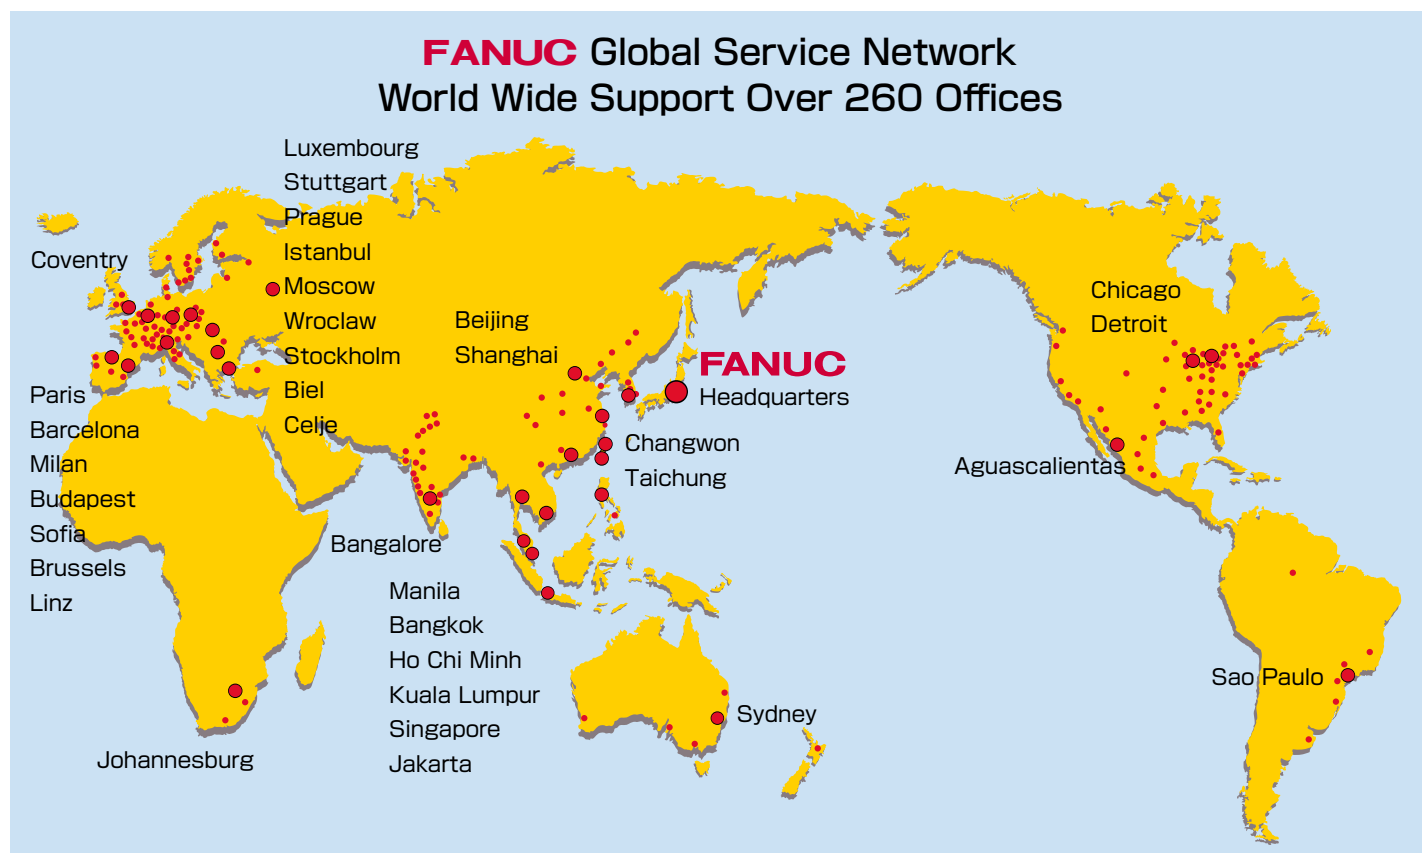 FANUC Global Service Network
World Wide Support Over 260 Offices
Luxembourg
Stuttgart
Prague
Istanbul
Moscow
Wroclaw
Stockholm
Biel
Celje
Coventry
Paris
Barcelona
Milan
Budapest
Sofia
Brussels
Linz
Beijing
Shanghai
FANUC
Headquarters
Changwon
Taichung
Bangalore
Manila
Bangkok
Ho Chi Minh
Kuala Lumpur
Singapore
Jakarta
Johannesburg
Sydney
Chicago
Detroit
Aguascalientas
Sao Paulo